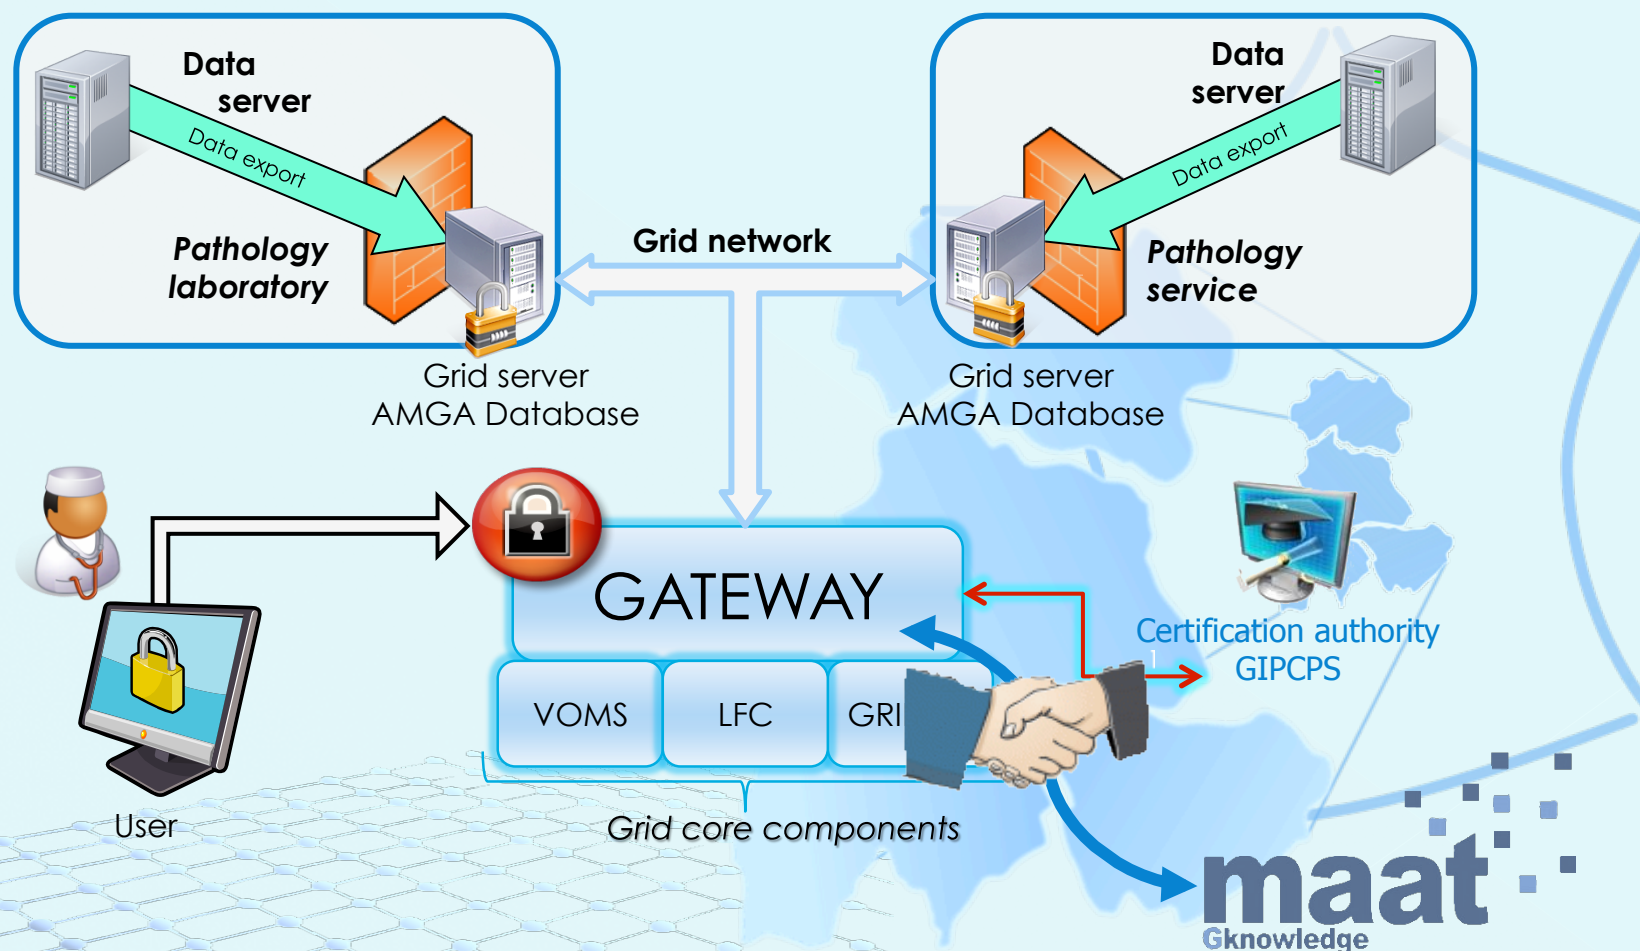 Data
server
Data export
Pathology
laboratory
Grid server
AMGA Database
Grid network
Data
server
Data export
Pathology
service
Grid server
AMGA Database
User
GATEWAY
VOMS
LFC
GRI
Grid core components
Certification authority
1
GIPCPS
maat
Gknowledge